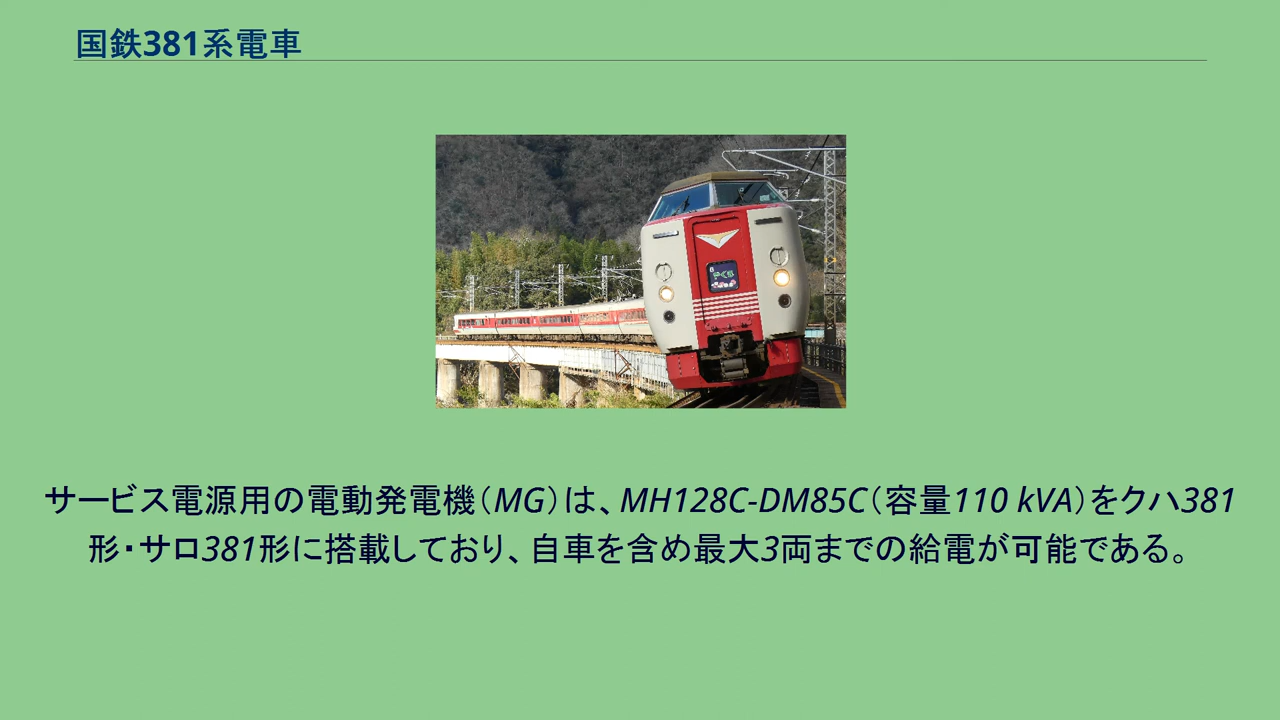 国鉄381系電車
やくも
サービス電源用の電動発電機（MG）は、MH128C-DM85C（容量110 kVA）をクハ381
形・サロ381形に搭載しており、自車を含め最大3両までの給電が可能である。